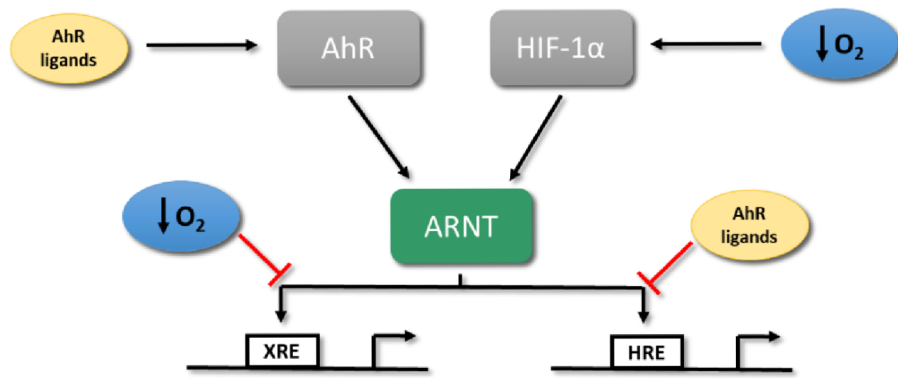 AhR
ligands
AhR
HIF-1α
↓O₂
↓O₂
ARNT
AhR
ligands
XRE
HRE